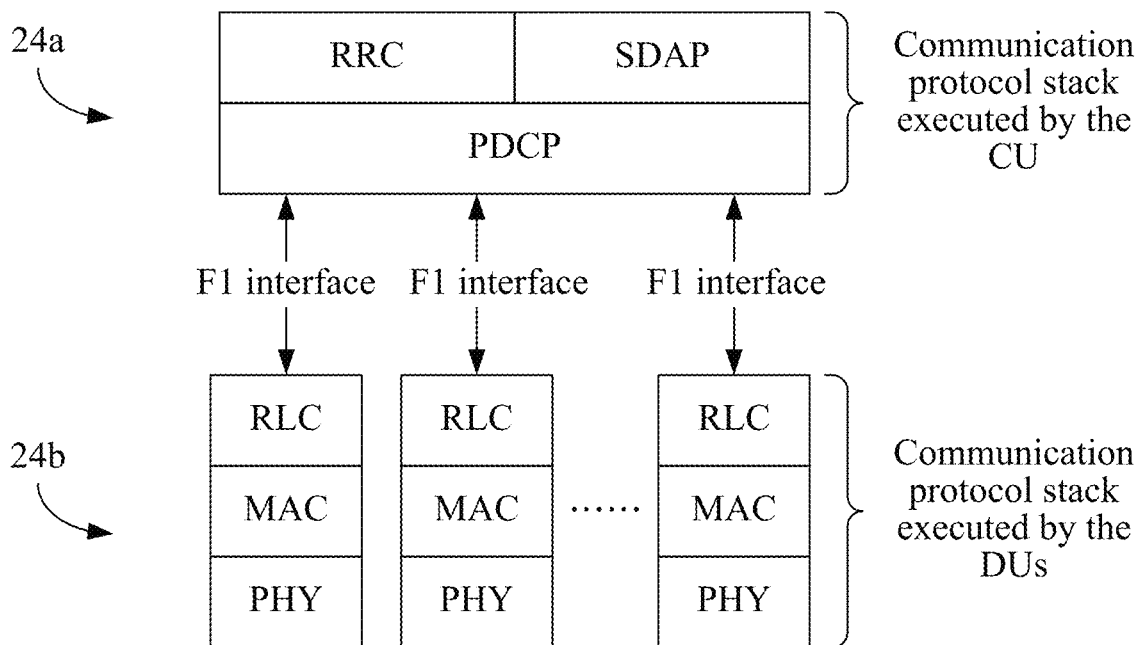 24a
RRC
SDAP
PDCP
Communication
protocol stack
executed by the
CU
F1 interface
F1 interface
F1 interface
24b
RLC
RLC
RLC
MAC
MAC
......
MAC
PHY
PHY
PHY
Communication
protocol stack
executed by the
DUs